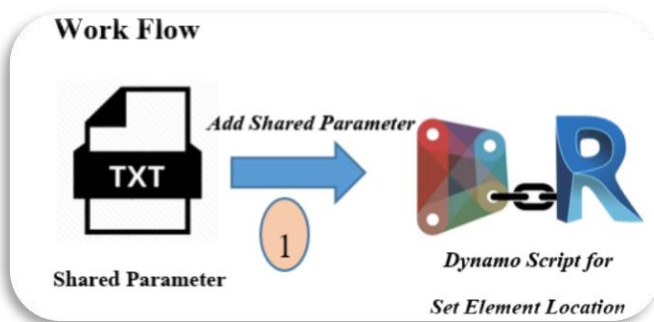 Work Flow
Add Shared Parameter
TXT
1
Shared Parameter
Dynamo Script for
Set Element Location